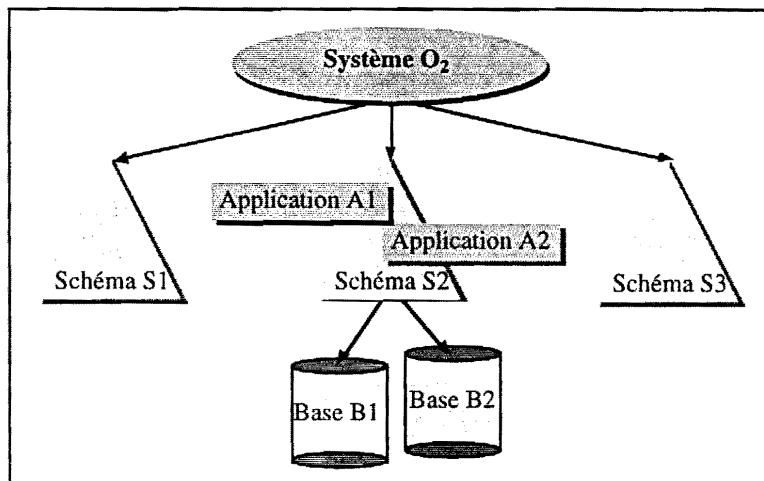 Système O₂
Application A1
Application A2
Schéma S1
Schéma S2
Schéma S3
Base B1
Base B2